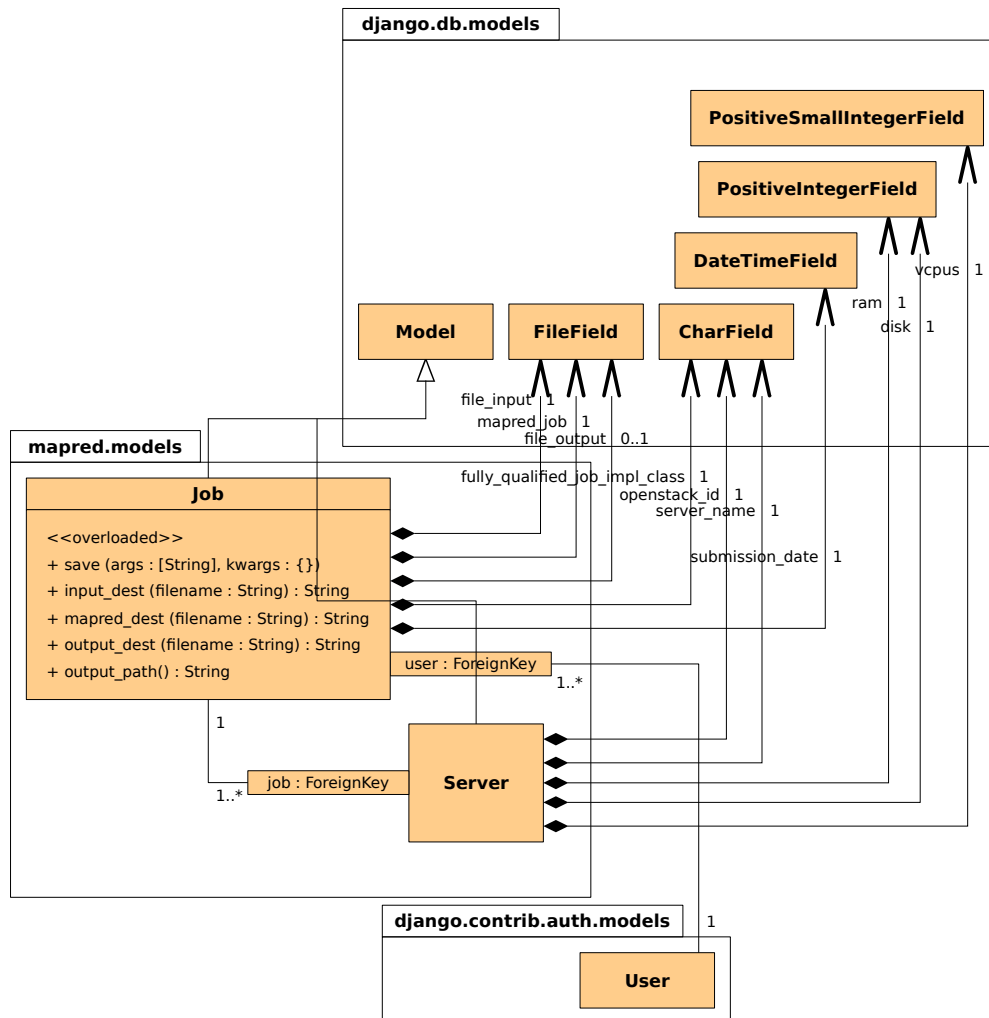 django.db.models
PositiveSmallIntegerField
PositiveIntegerField
DateTimeField
vcpus 1
ram 1
disk 1
Model
FileField
CharField
file_input 1
mapred_job 1
file_output 0..1
mapred.models
fully_qualified_job_impl_class 1
openstack_id 1
server_name 1
submission_date 1
Job
<<overloaded>>
+ save (args : [String], kwargs : {})
+ input_dest (filename : String) : String
+ mapred_dest (filename : String) : String
+ output_dest (filename : String) : String
+ output_path() : String
user : ForeignKey
1..*
1
Server
job : ForeignKey
1..*
django.contrib.auth.models
1
User